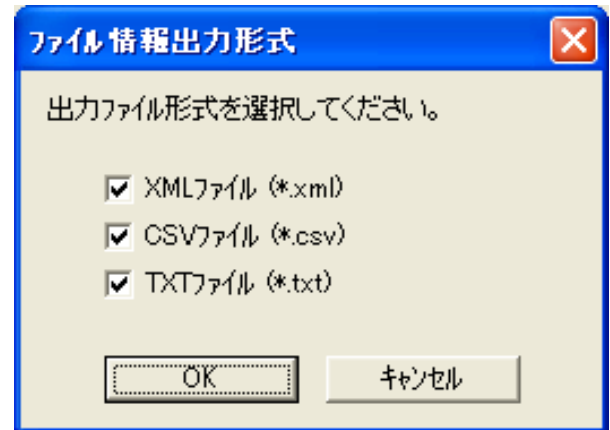 ファイル情報出力形式
出力ファイル形式を選択してください。
XMLファイル (*.xml)
CSVファイル (*.csv)
TXTファイル (*.txt)
OK キャンセル